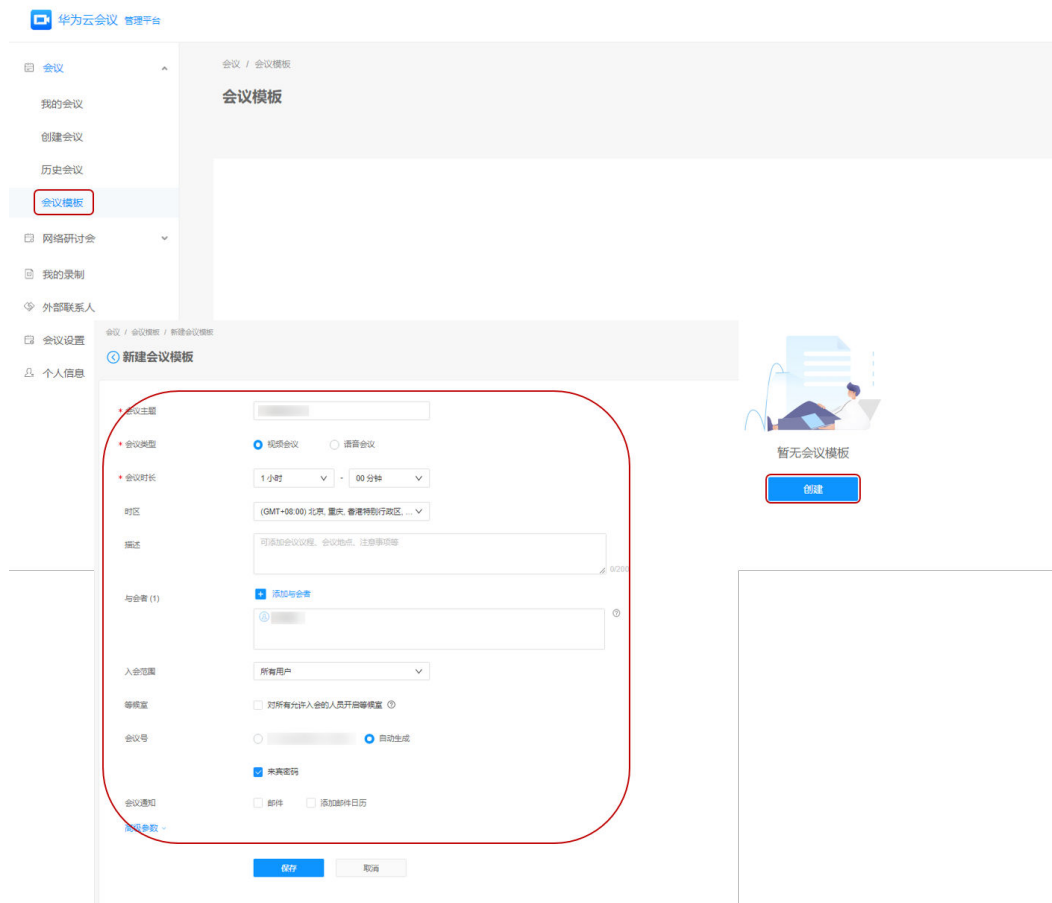 华为云会议 管理平台
会议
我的会议
创建会议
历史会议
会议模板
网络研讨会
我的录制
外部联系人
会议设置
个人信息
会议 / 会议模板
会议模板
暂无会议模板
创建
会议 / 会议模板 / 新建会议模板
新建会议模板
* 会议主题
* 会议类型 视频会议 语音会议
* 会议时长 1 小时 - 00 分钟
时区 (GMT+08:00) 北京, 重庆, 香港特别行政区, ...
描述 可添加会议议程、会议地点、注意事项等
0/200
与会者 (1) + 添加与会者
入会范围 所有用户
等候室 对所有允许入会的人员开启等候室
会议号 自动生成
来宾密码
会议通知 邮件 添加邮件日历
高级参数
保存 取消